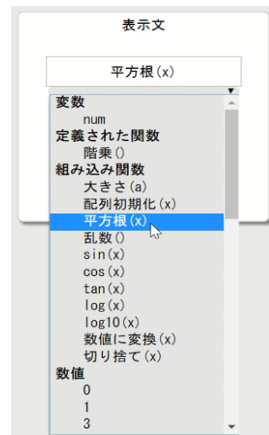 表示文
平方根(x)
変数
num
定義された関数
階乗()
組み込み関数
大きさ(a)
配列初期化(x)
平方根(x)
乱数()
sin(x)
cos(x)
tan(x)
log(x)
log10(x)
数値に変換(x)
切り捨て(x)
数値
0
1
3